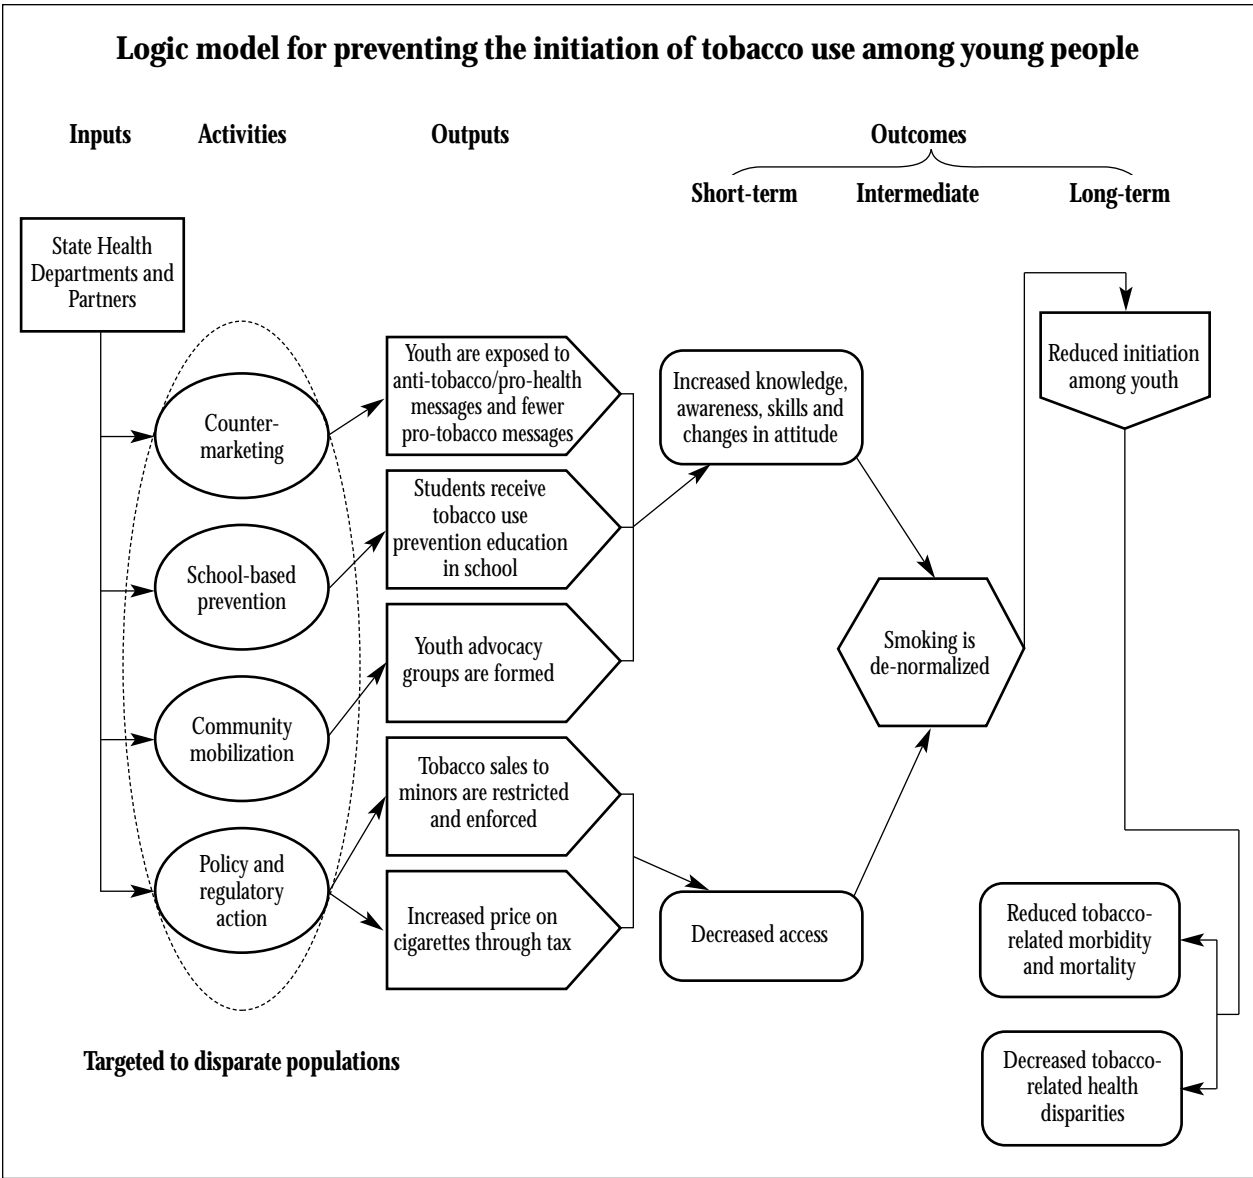 Logic model for preventing the initiation of tobacco use among young people
Inputs
Activities
Outputs
Outcomes
Short-term
Intermediate
Long-term
State Health
Departments and
Partners
Counter-
marketing
School-based
prevention
Community
mobilization
Policy and
regulatory
action
Youth are exposed to
anti-tobacco/pro-health
messages and fewer
pro-tobacco messages
Students receive
tobacco use
prevention education
in school
Youth advocacy
groups are formed
Tobacco sales to
minors are restricted
and enforced
Increased price on
cigarettes through tax
Increased knowledge,
awareness, skills and
changes in attitude
Decreased access
Smoking is
de-normalized
Reduced initiation
among youth
Reduced tobacco-
related morbidity
and mortality
Decreased tobacco-
related health
disparities
Targeted to disparate populations